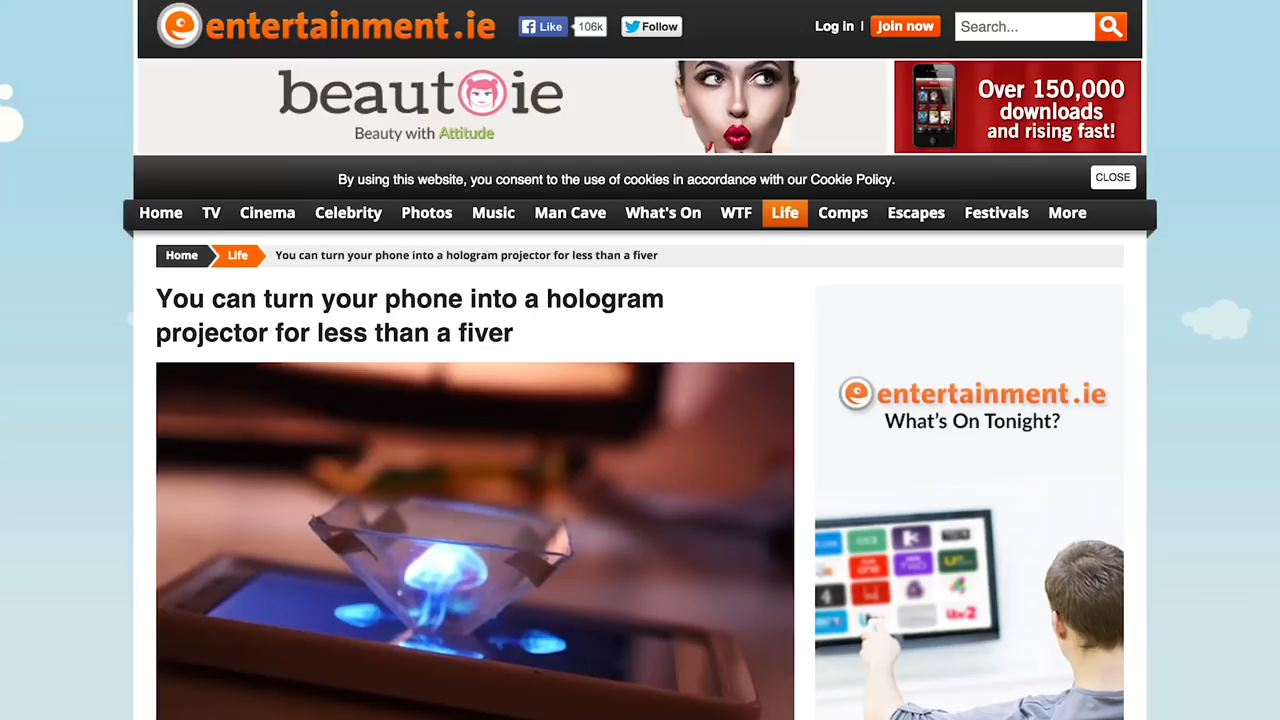 entertainment.ie
Like
106k
Follow
Log in
Join now
Search...
beaut ie
Beauty with Attitude
Over 150,000
downloads
and rising fast!
By using this website, you consent to the use of cookies in accordance with our Cookie Policy.
CLOSE
Home TV Cinema Celebrity Photos Music Man Cave What's On WTF Life Comps Escapes Festivals More
Home Life You can turn your phone into a hologram projector for less than a fiver
You can turn your phone into a hologram
projector for less than a fiver
entertainment.ie
What's On Tonight?
4
itv2